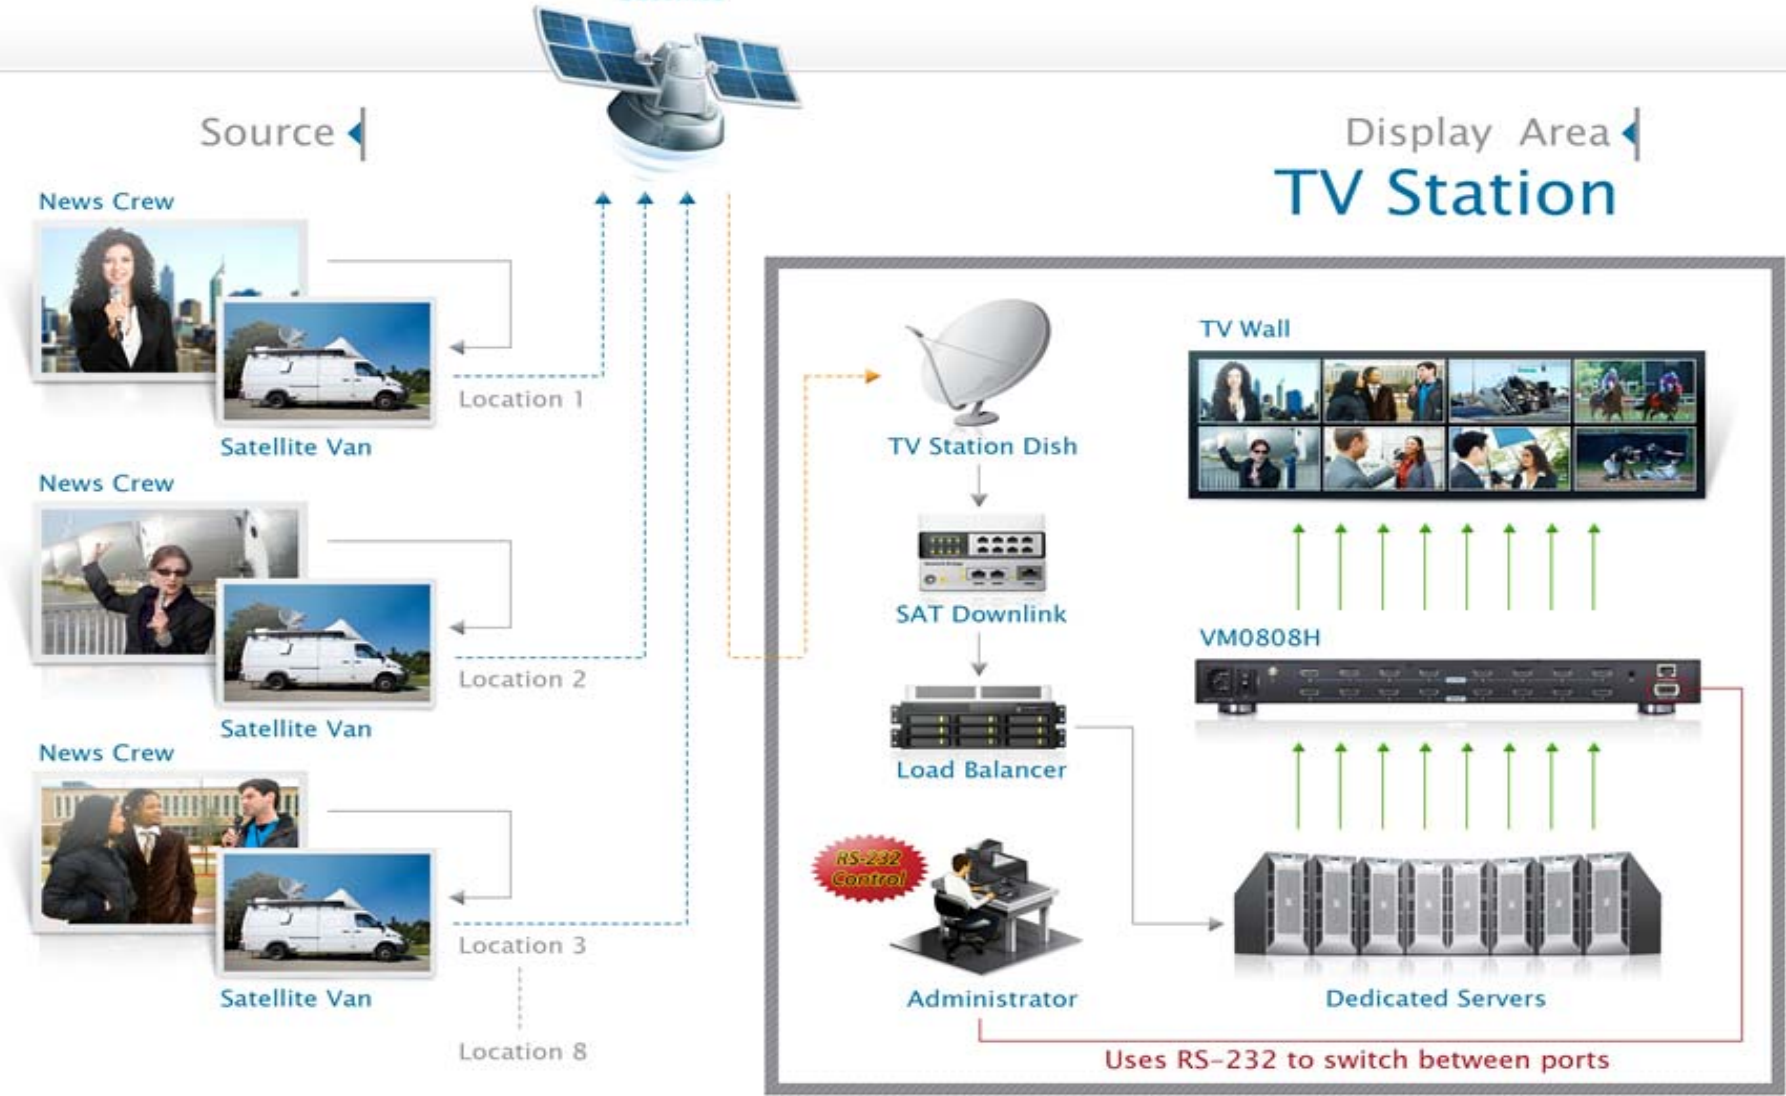 Source
Display Area
TV Station
News Crew
Location 1
Satellite Van
News Crew
Location 2
Satellite Van
News Crew
Location 3
Satellite Van
Location 8
TV Station Dish
SAT Downlink
Load Balancer
RS-232
Control
Administrator
TV Wall
VM0808H
Dedicated Servers
Uses RS-232 to switch between ports